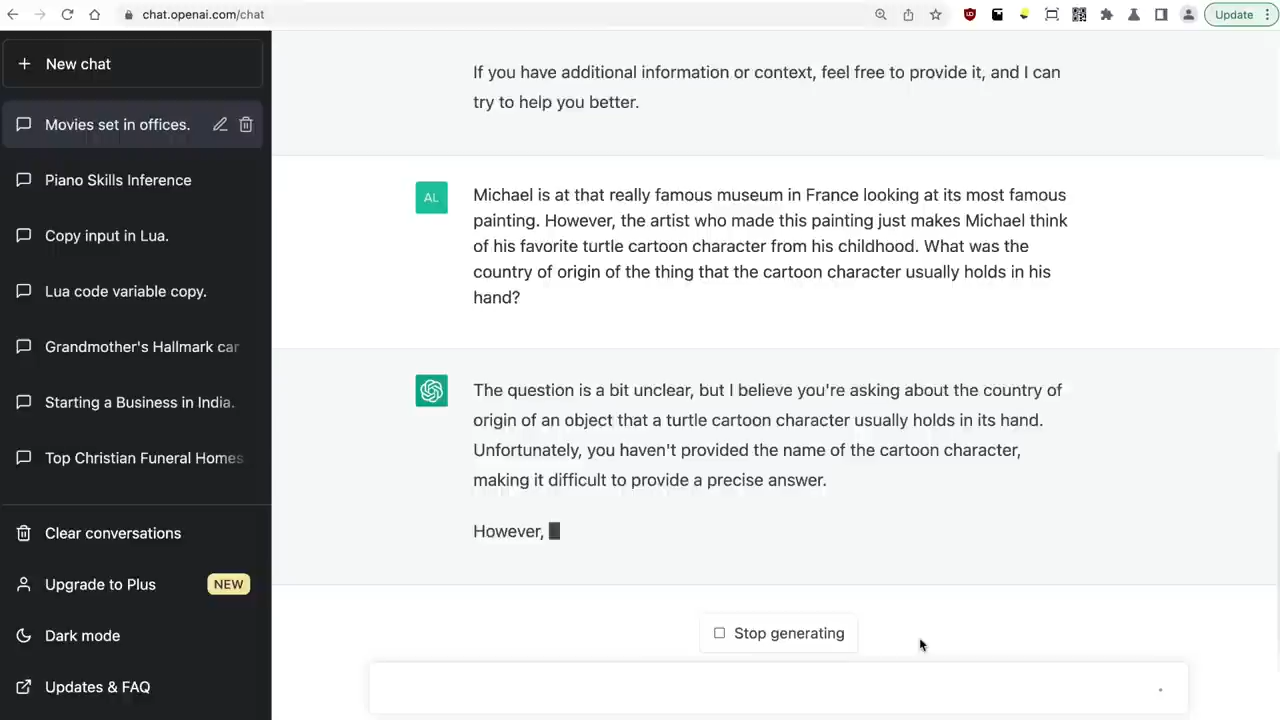 chat.openai.com/chat
Update
New chat
Movies set in offices.
Piano Skills Inference
Copy input in Lua.
Lua code variable copy.
Grandmother's Hallmark car
Starting a Business in India.
Top Christian Funeral Homes
Clear conversations
Upgrade to Plus
NEW
Dark mode
Updates & FAQ
If you have additional information or context, feel free to provide it, and I can
try to help you better.
AL
Michael is at that really famous museum in France looking at its most famous
painting. However, the artist who made this painting just makes Michael think
of his favorite turtle cartoon character from his childhood. What was the
country of origin of the thing that the cartoon character usually holds in his
hand?
The question is a bit unclear, but I believe you're asking about the country of
origin of an object that a turtle cartoon character usually holds in its hand.
Unfortunately, you haven't provided the name of the cartoon character,
making it difficult to provide a precise answer.
However,
Stop generating